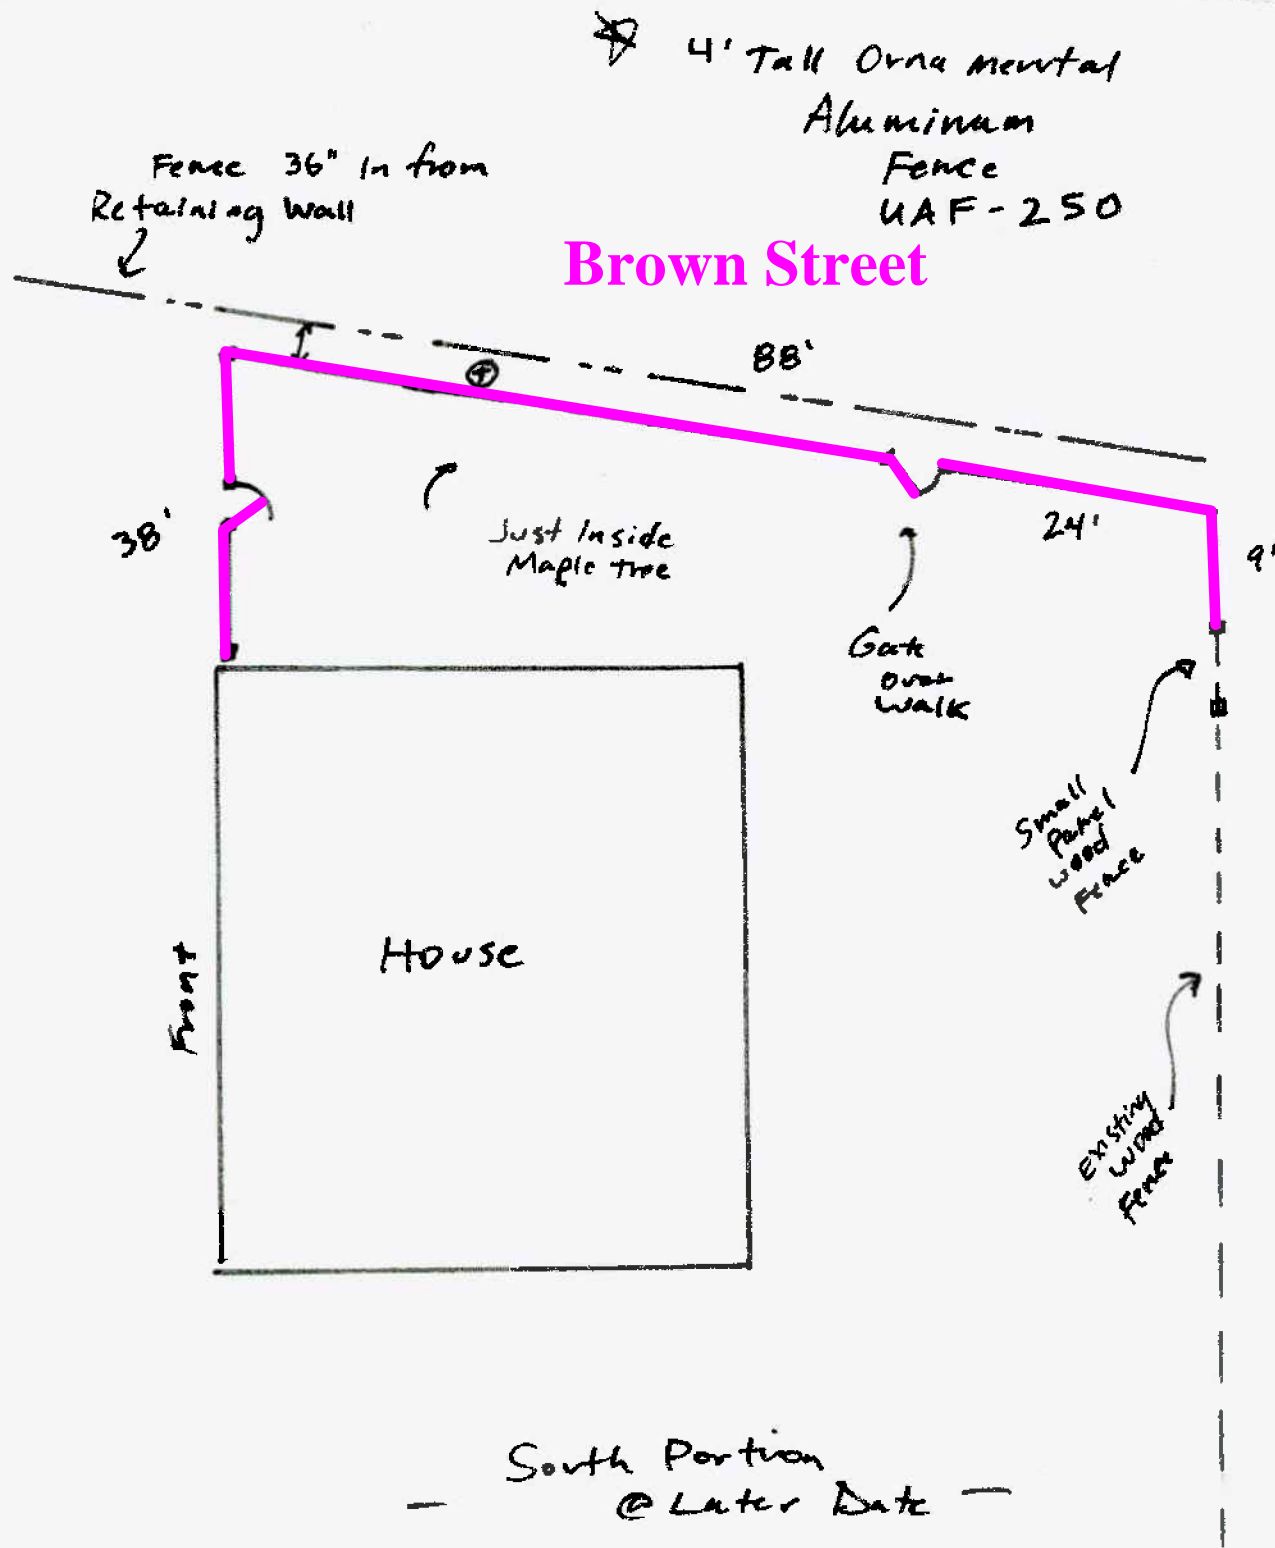 4' Tall Ornamental
Aluminum
Fence
UAF-250
Fence 36" In from
Retaining Wall
Brown Street
88'
38'
Just Inside
Maple Tree
24'
9'
Gate
over
walk
Small
Panel
wood
Fence
House
Front
Existing
Wood
Fence
South Portion
@ Later Date